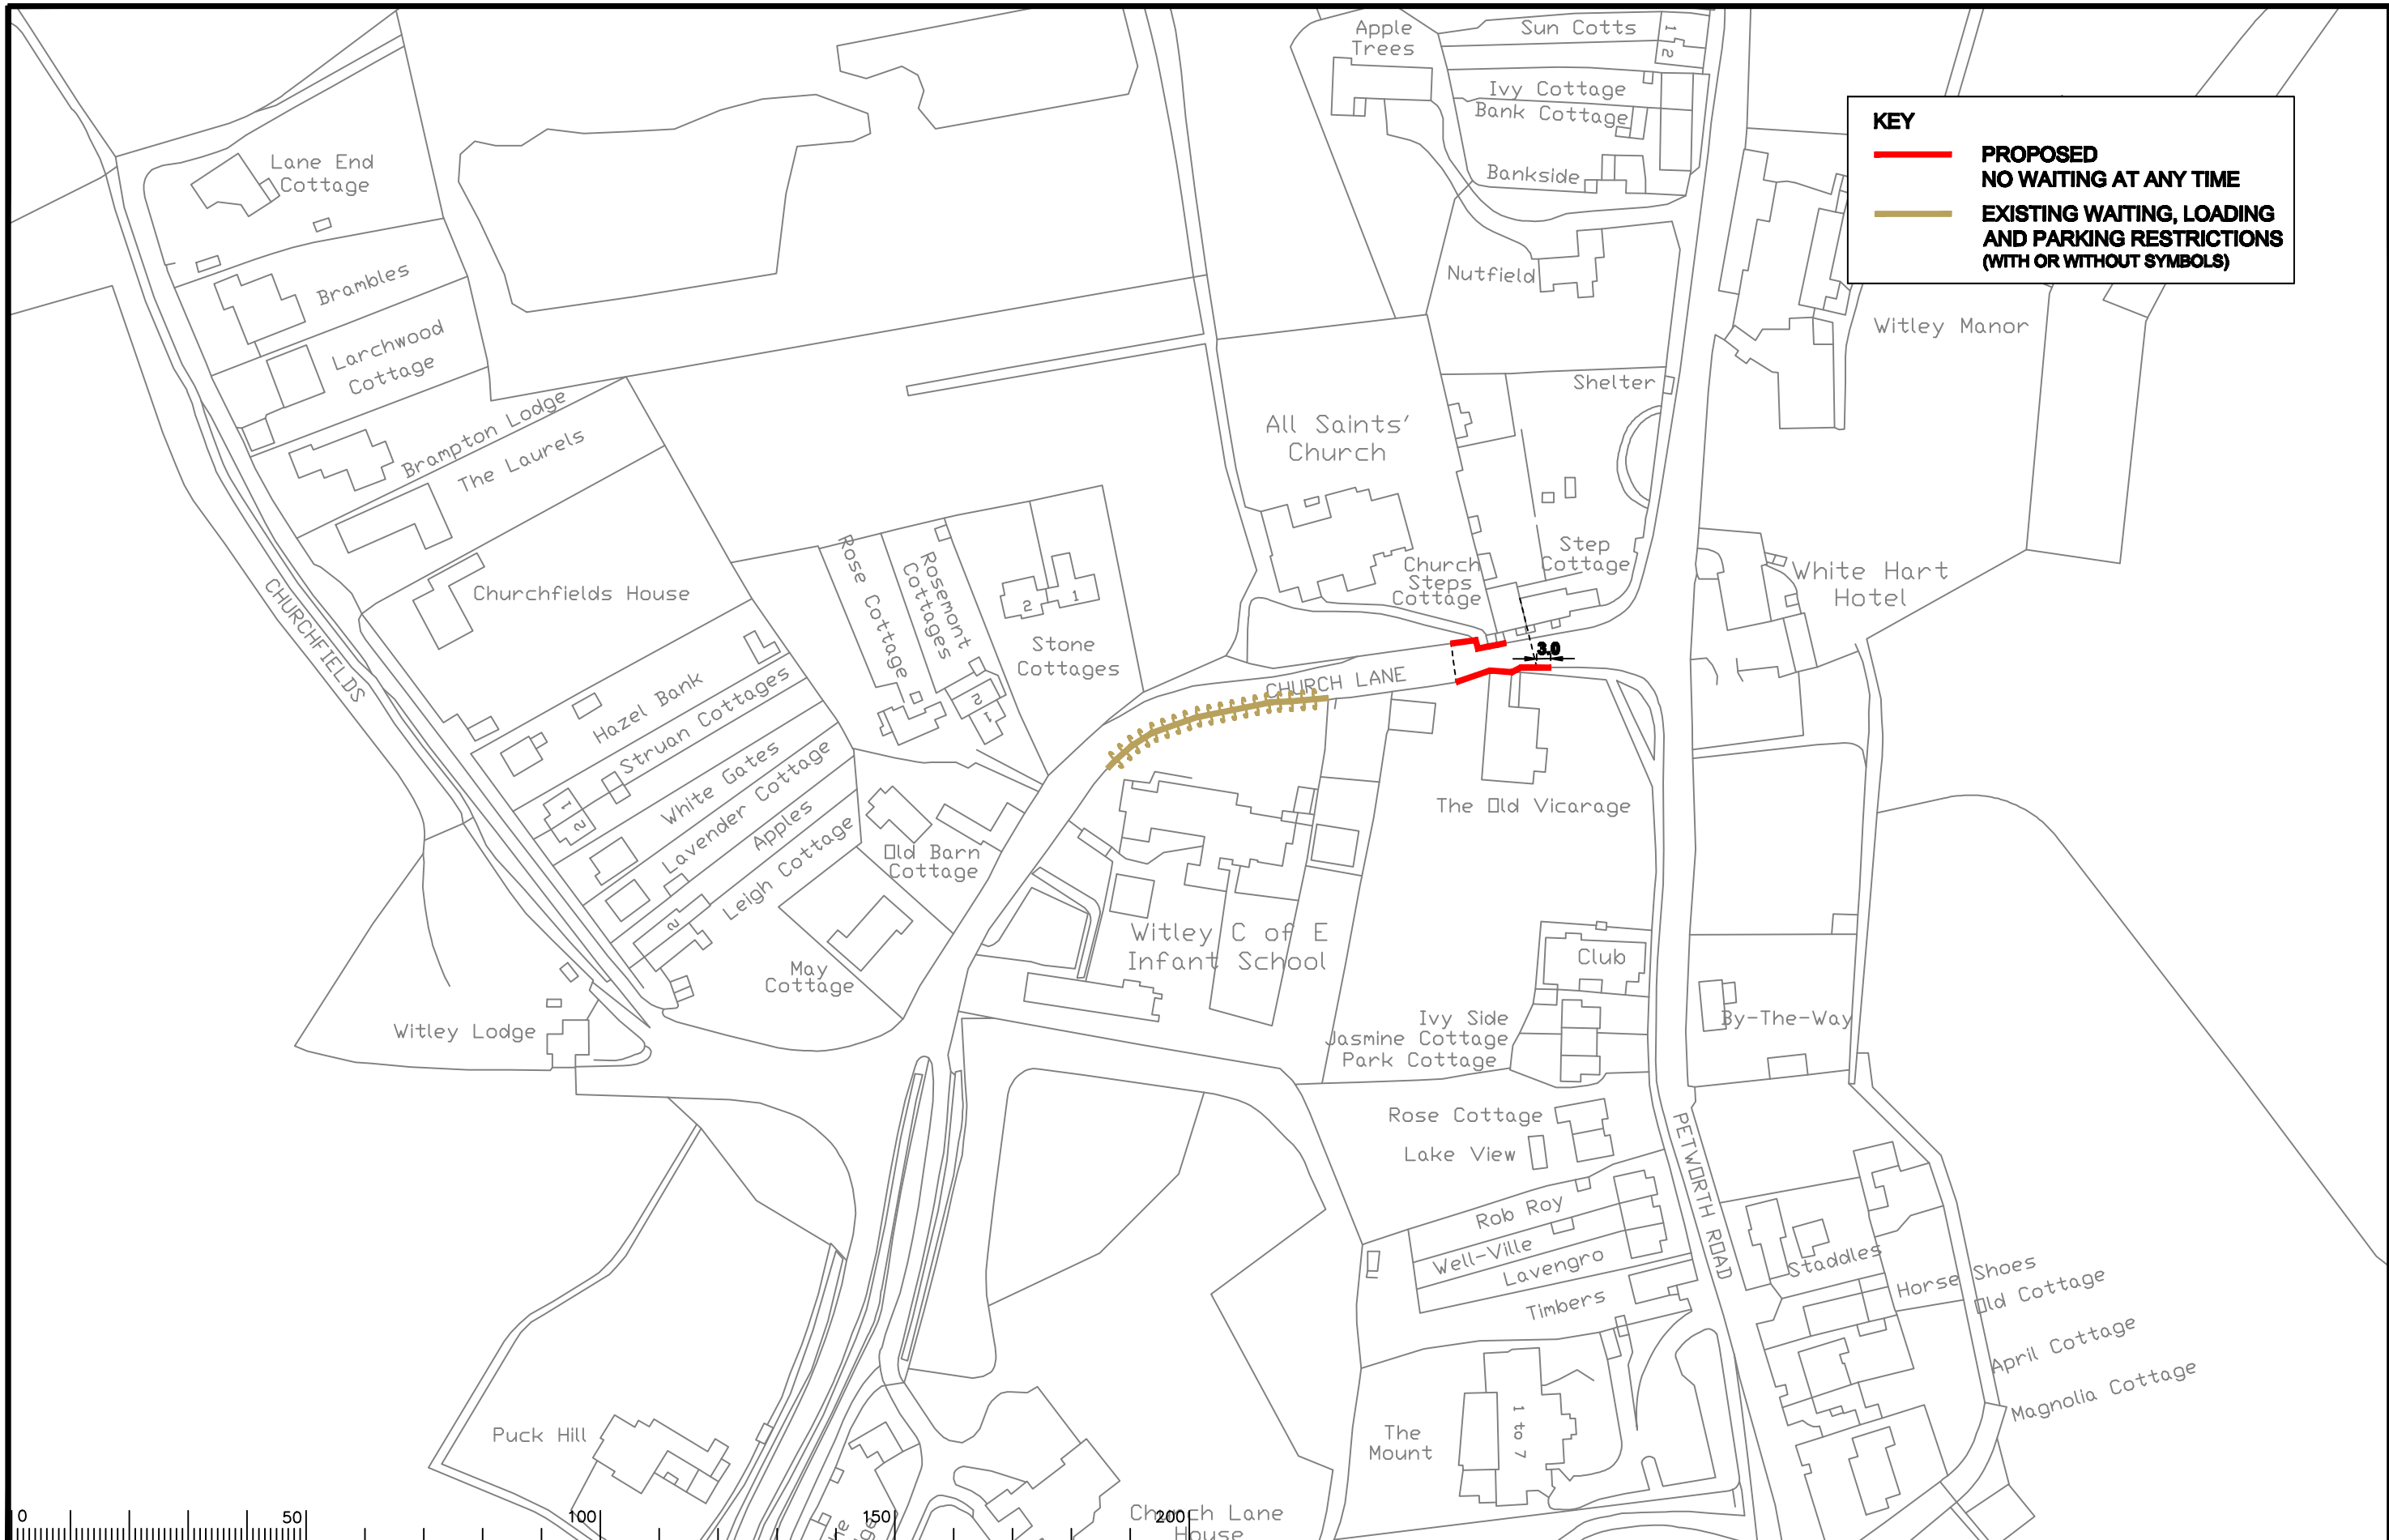 Apple
Trees
Sun Cotts
1
2
Ivy Cottage
Bank Cottage
Bankside
KEY
PROPOSED
NO WAITING AT ANY TIME
EXISTING WAITING, LOADING
AND PARKING RESTRICTIONS
(WITH OR WITHOUT SYMBOLS)
Lane End
Cottage
Brambles
Larchwood
Cottage
Brampton Lodge
The Laurels
Nutfield
Witley Manor
Shelter
All Saints'
Church
Step
Cottage
Church
Steps
Cottage
White Hart
Hotel
CHURCHFIELDS
Churchfields House
Rose Cottage
Rosemont
Cottages
2
1
2
1
Stone
Cottages
3.0
CHURCH LANE
Hazel Bank
Struan Cottages
1
2
White Gates
Lavender Cottage
Apples
Leigh Cottage
2
Old Barn
Cottage
The Old Vicarage
May
Cottage
Witley C of E
Infant School
Club
Witley Lodge
Ivy Side
Jasmine Cottage
Park Cottage
By-The-Way
Rose Cottage
Lake View
PETWORTH ROAD
Rob Roy
Well-Ville
Lavengro
Timbers
Staddles
Horse Shoes
Old Cottage
April Cottage
Magnolia Cottage
Puck Hill
The
Mount
1 to 7
Church Lane
House
0
50
100
150
200